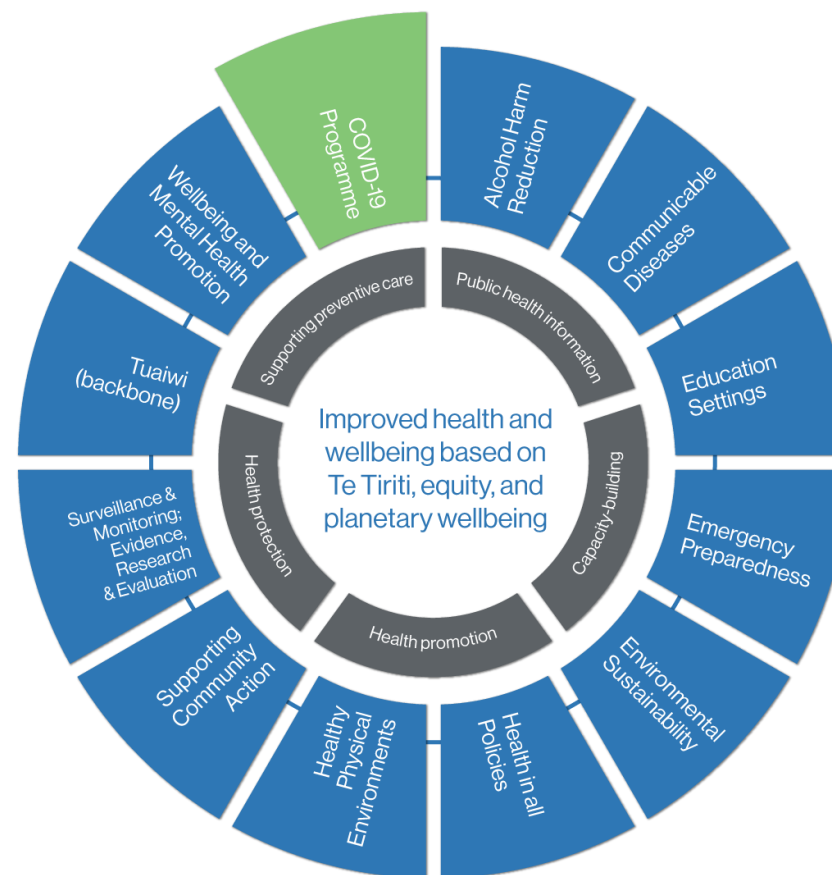 COVID-19
Programme
Alcohol Harm
Reduction
Communicable
Diseases
Education
Settings
Emergency
Preparedness
Environmental
Sustainability
Health in all
Policies
Healthy
Physical
Environments
Supporting
Community
Action
Surveillance &
Monitoring;
Evidence,
Research
& Evaluation
Tuaiwi
(backbone)
Wellbeing and
Mental Health
Promotion
Supporting preventive care
Public health information
Capacity-building
Health promotion
Health protection
Improved health and
wellbeing based on
Te Tiriti, equity, and
planetary wellbeing